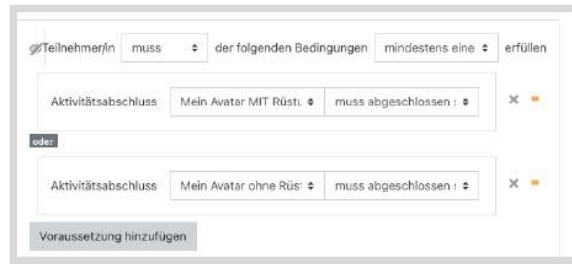 Teilnehmer/in muss der folgenden Bedingungen mindestens eine erfüllen
Aktivitätsabschluss Mein Avatar MIT Rüstu muss abgeschlossen s
oder
Aktivitätsabschluss Mein Avatar ohne Rüs muss abgeschlossen s
Voraussetzung hinzufügen